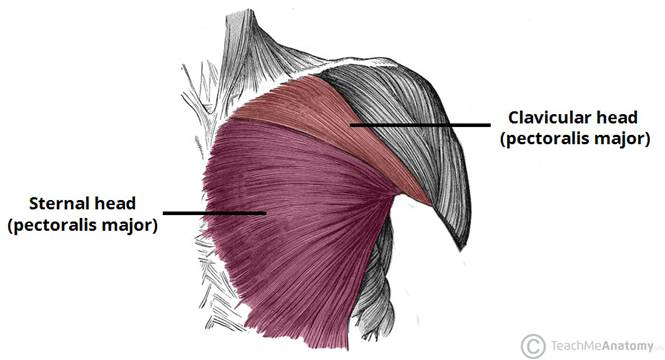 Clavicular head
(pectoralis major)
Sternal head
(pectoralis major)
© TeachMeAnatomy